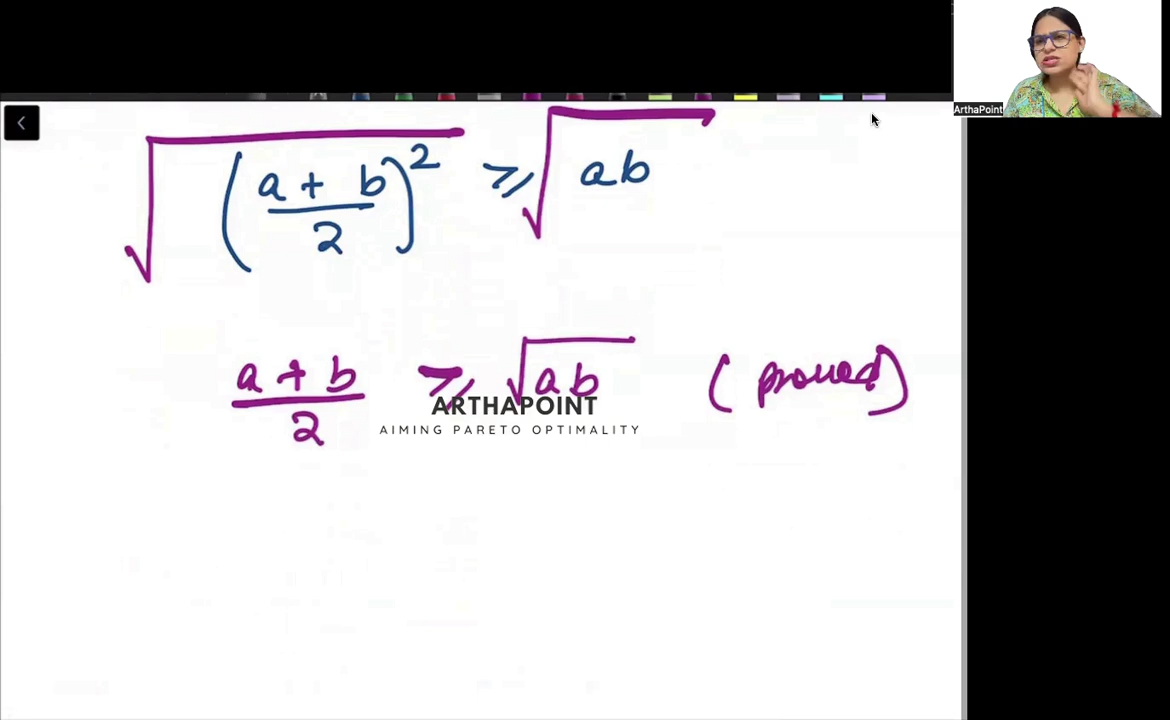 ArthaPoint
√((a + b)/2)² ≥ √ab
(a + b)/2 ≥ √ab (proved)
ARTHAPOINT
AIMING PARETO OPTIMALITY